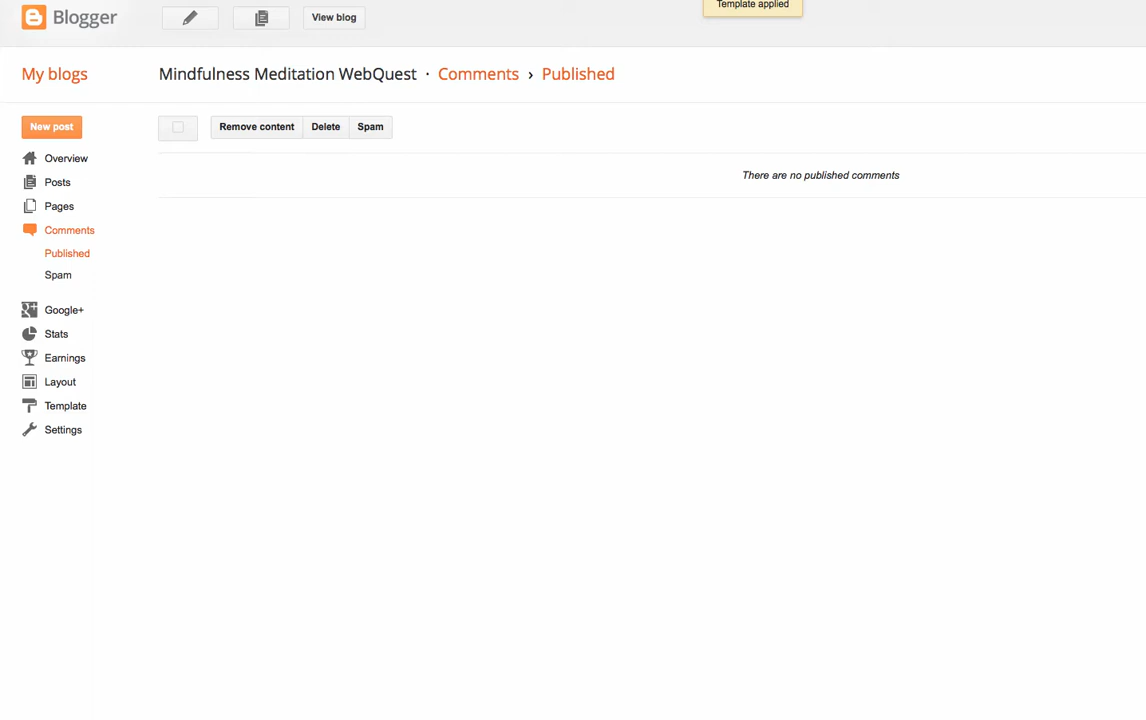 Blogger
View blog
Template applied
My blogs
Mindfulness Meditation WebQuest · Comments › Published
New post
Remove content Delete Spam
Overview
There are no published comments
Posts
Pages
Comments
Published
Spam
Google+
Stats
Earnings
Layout
Template
Settings